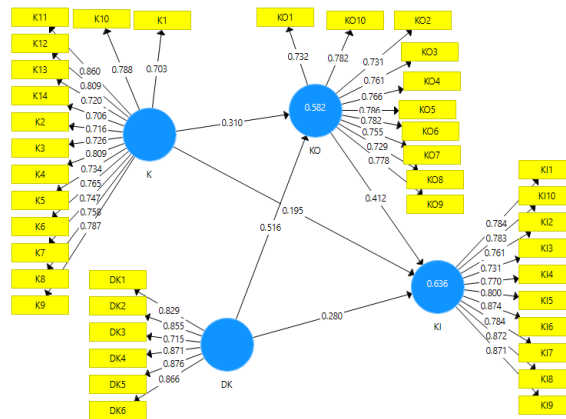 K11
K10
K1
K12
K13
K14
K2
K3
K4
K5
K6
K7
K8
K9
0.860
0.788
0.703
0.809
0.720
0.706
0.716
0.726
0.809
0.734
0.765
0.747
0.758
0.787
K
KO1
KO10
KO2
KO3
KO4
KO5
KO6
KO7
KO8
KO9
0.732
0.782
0.731
0.761
0.766
0.786
0.782
0.755
0.729
0.778
0.582
KO
0.310
0.195
0.516
0.412
0.280
DK1
DK2
DK3
DK4
DK5
DK6
0.829
0.855
0.715
0.871
0.876
0.866
DK
KI1
KI10
KI2
KI3
KI4
KI5
KI6
KI7
KI8
KI9
0.784
0.783
0.761
0.731
0.770
0.800
0.874
0.784
0.872
0.871
0.636
KI